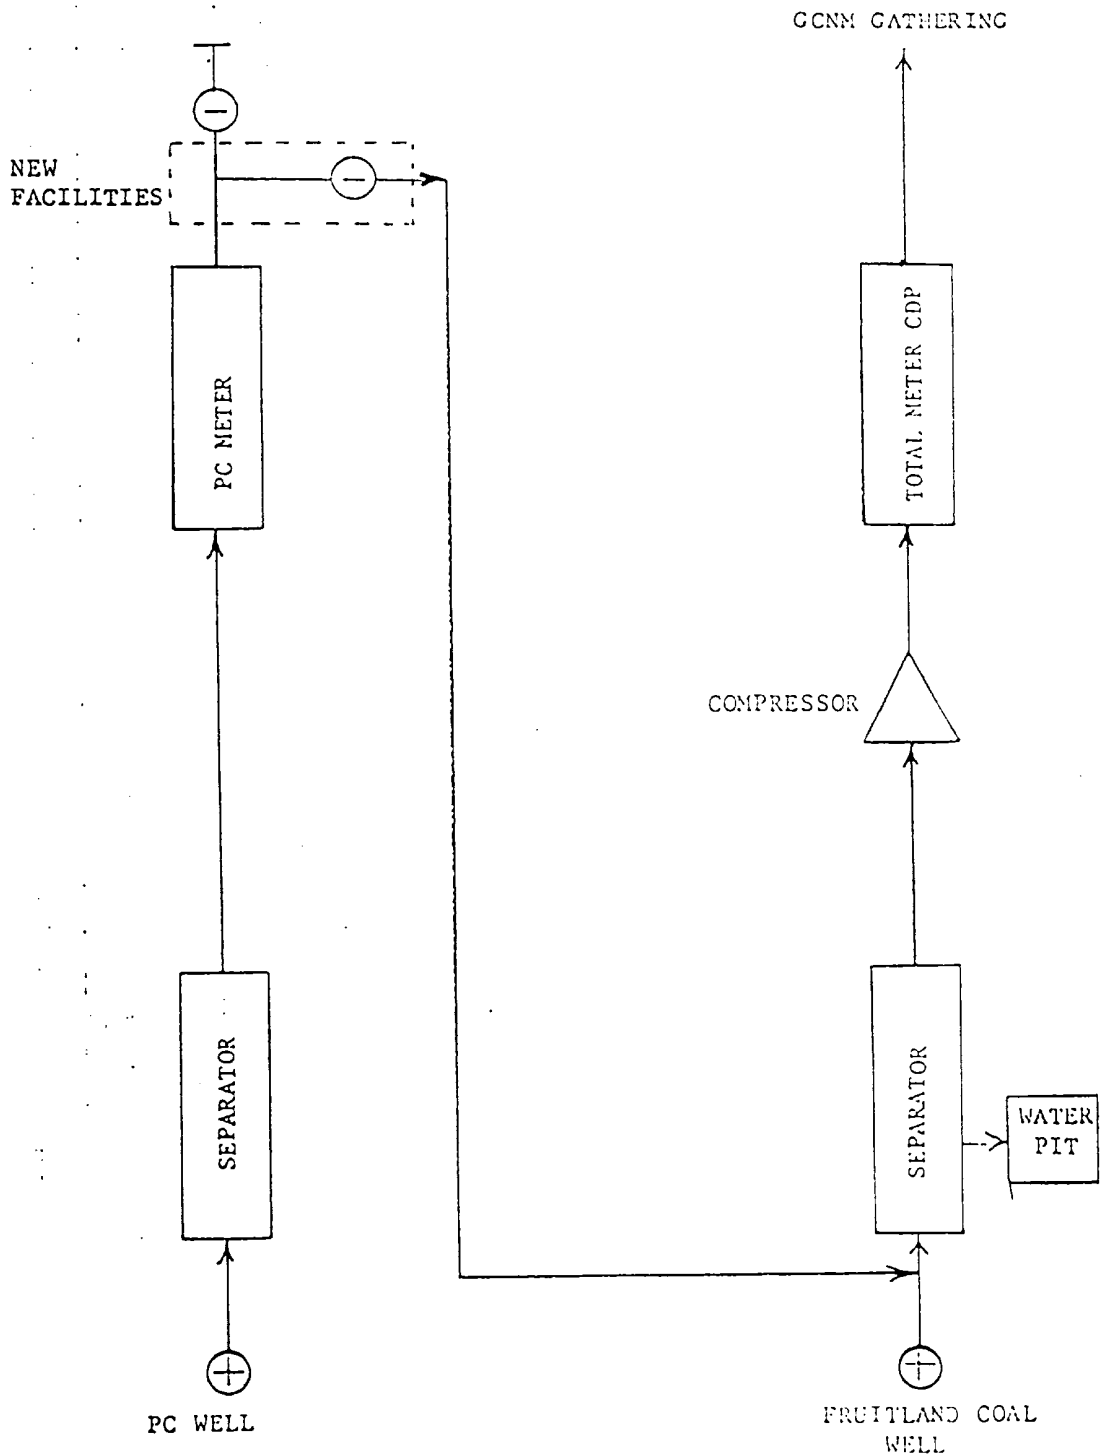 GCNM GATHERING
NEW
FACILITIES
PC METER
TOTAL METER CDP
COMPRESSOR
SEPARATOR
SEPARATOR
WATER
PIT
PC WELL
FRUITLAND COAL
WELL